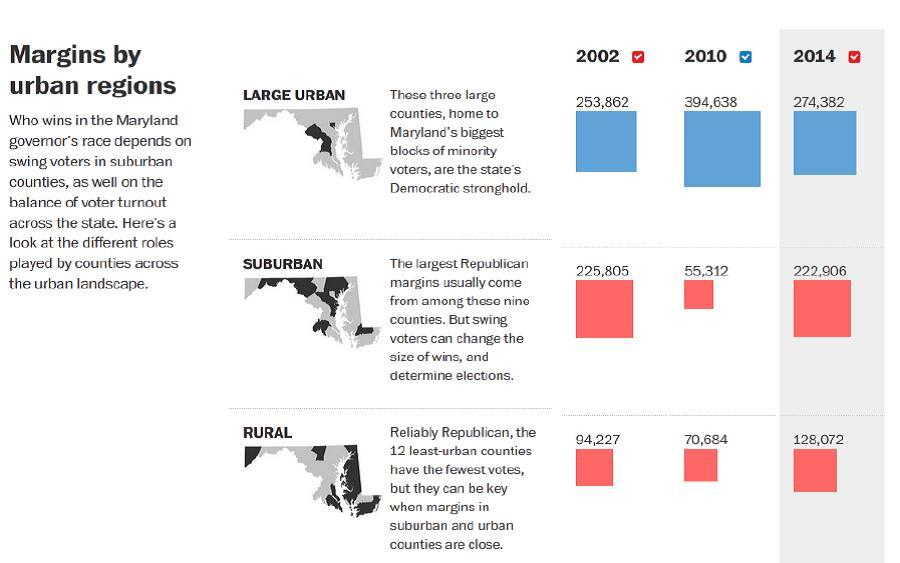 Margins by
urban regions
Who wins in the Maryland
governor's race depends on
swing voters in suburban
counties, as well on the
balance of voter turnout
across the state. Here's a
look at the different roles
played by counties across
the urban landscape.
2002
2010
2014
LARGE URBAN
These three large
counties, home to
Maryland's biggest
blocks of minority
voters, are the state's
Democratic stronghold.
253,862
394,638
274,382
SUBURBAN
The largest Republican
margins usually come
from among these nine
counties. But swing
voters can change the
size of wins, and
determine elections.
225,805
55,312
222,906
RURAL
Reliably Republican, the
12 least-urban counties
have the fewest votes,
but they can be key
when margins in
suburban and urban
counties are close.
94,227
70,684
128,072